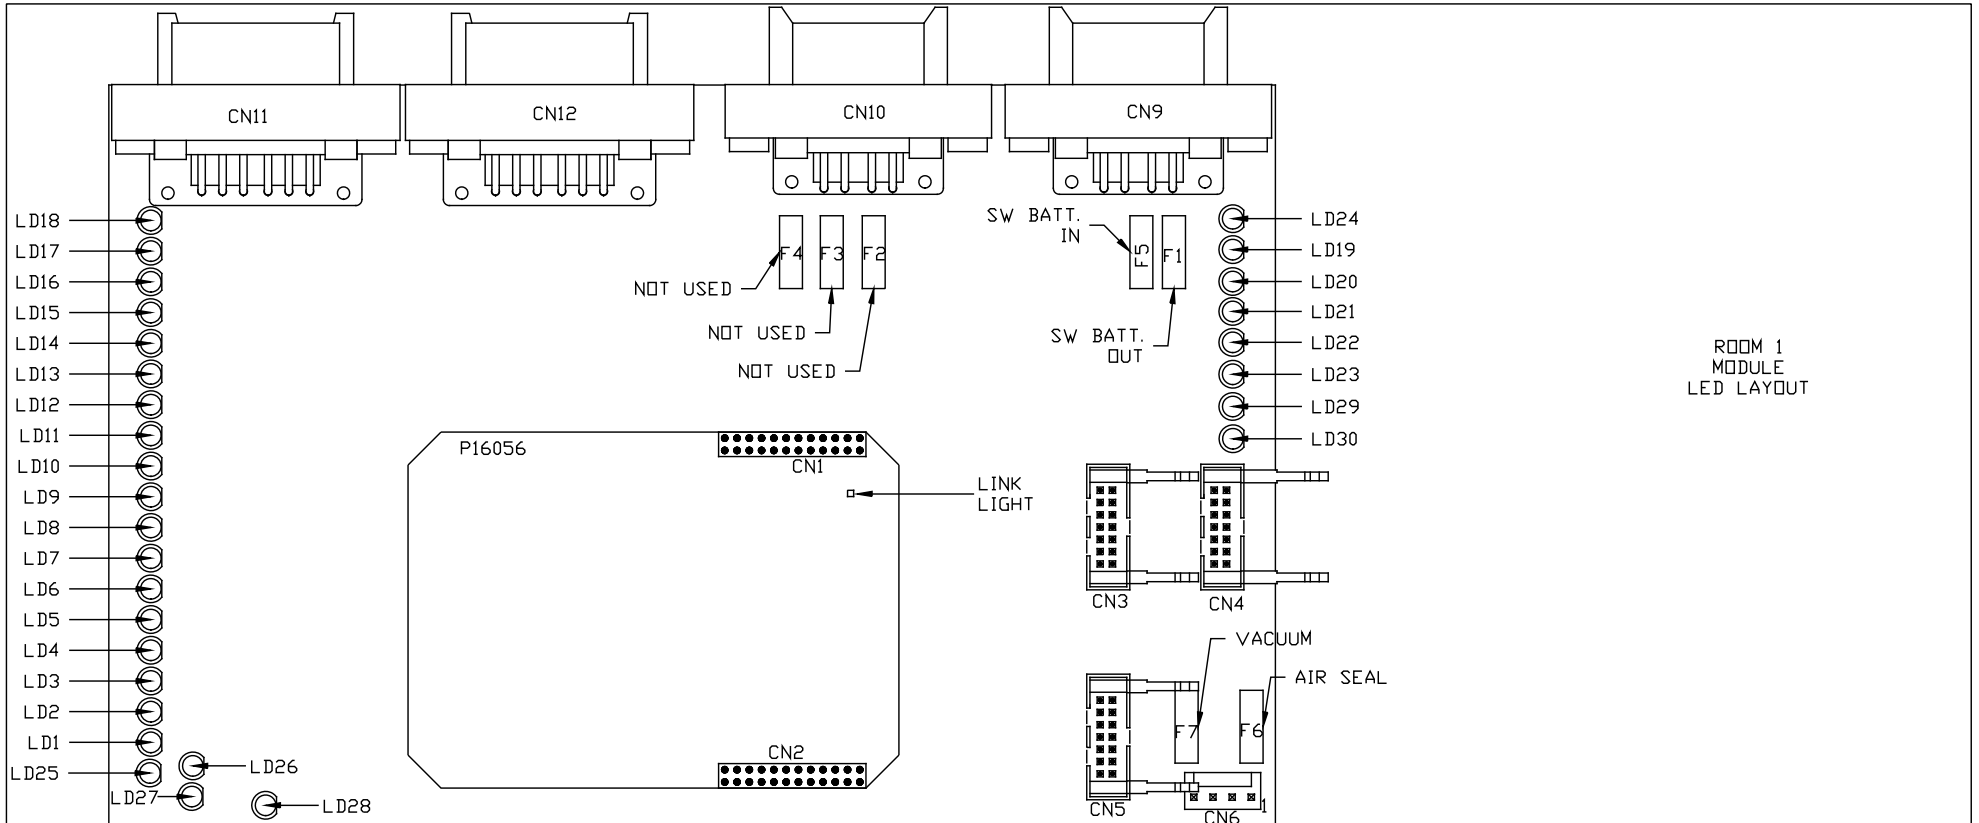 CN11
CN12
CN10
CN9
LD18
LD17
LD16
LD15
LD14
LD13
LD12
LD11
LD10
LD9
LD8
LD7
LD6
LD5
LD4
LD3
LD2
LD1
LD25
LD26
LD27
LD28
F4
F3
F2
NOT USED
NOT USED
NOT USED
SW BATT.
IN
F5
F1
SW BATT.
OUT
LD24
LD19
LD20
LD21
LD22
LD23
LD29
LD30
ROOM 1
MODULE
LED LAYOUT
P16056
CN1
LINK
LIGHT
CN2
CN3
CN4
VACUUM
AIR SEAL
F7
F6
CN5
CN6
1